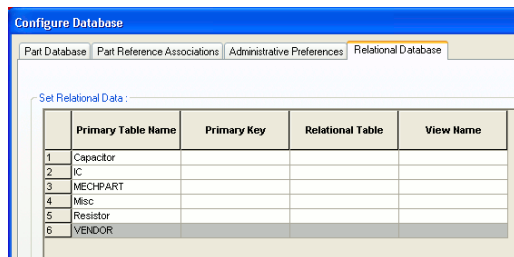 Configure Database
Part Database Part Reference Associations Administrative Preferences Relational Database
Set Relational Data :
Primary Table Name Primary Key Relational Table View Name
1 Capacitor
2 IC
3 MECHPART
4 Misc
5 Resistor
6 VENDOR